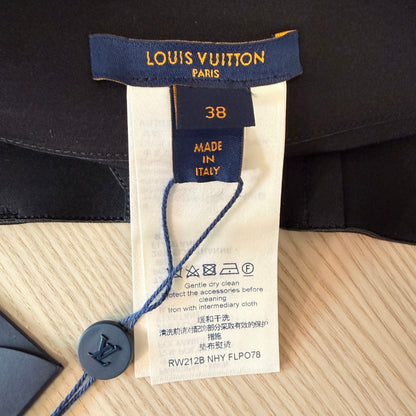 LOUIS VUITTON
PARIS
38
MADE
IN
ITALY
Gentle dry clean
Protect the accessories before
cleaning
Iron with intermediary cloth
缓和干洗
清洗前请对配饰部分采取有效的保护
措施
垫布熨烫
RW212B NHY FLPO78
LV